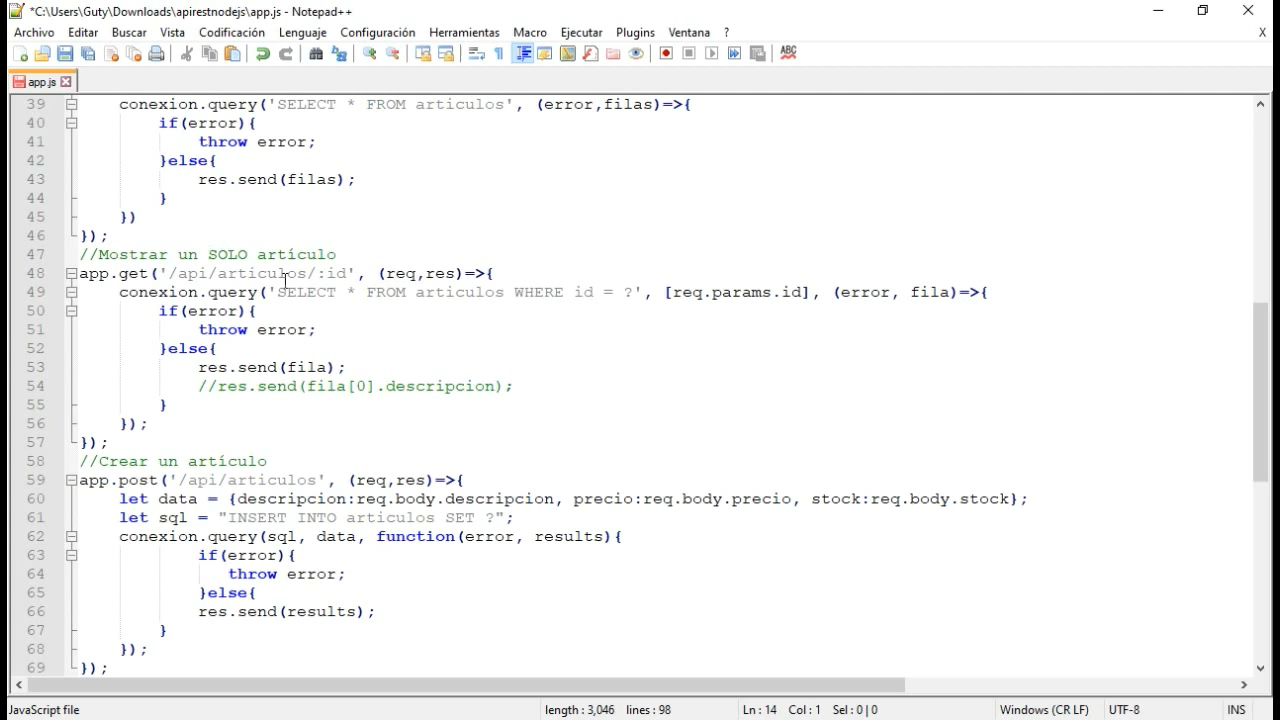 *C:\Users\Guty\Downloads\apirestnodejs\app.js - Notepad++
Archivo Editar Buscar Vista Codificación Lenguaje Configuración Herramientas Macro Ejecutar Plugins Ventana ? X
ABC
app.js
39 conexion.query('SELECT * FROM articulos', (error,filas)=>{
40 if(error){
41 throw error;
42 }else{
43 res.send(filas);
44 }
45 })
46 });
47 //Mostrar un SOLO artículo
48 app.get('/api/articulos/:id', (req,res)=>{
49 conexion.query('SELECT * FROM articulos WHERE id = ?', [req.params.id], (error, fila)=>{
50 if(error){
51 throw error;
52 }else{
53 res.send(fila);
54 //res.send(fila[0].descripcion);
55 }
56 });
57 });
58 //Crear un artículo
59 app.post('/api/articulos', (req,res)=>{
60 let data = {descripcion:req.body.descripcion, precio:req.body.precio, stock:req.body.stock};
61 let sql = "INSERT INTO articulos SET ?";
62 conexion.query(sql, data, function(error, results){
63 if(error){
64 throw error;
65 }else{
66 res.send(results);
67 }
68 });
69 });
JavaScript file length : 3,046 lines : 98 Ln : 14 Col : 1 Sel : 0 | 0 Windows (CR LF) UTF-8 INS